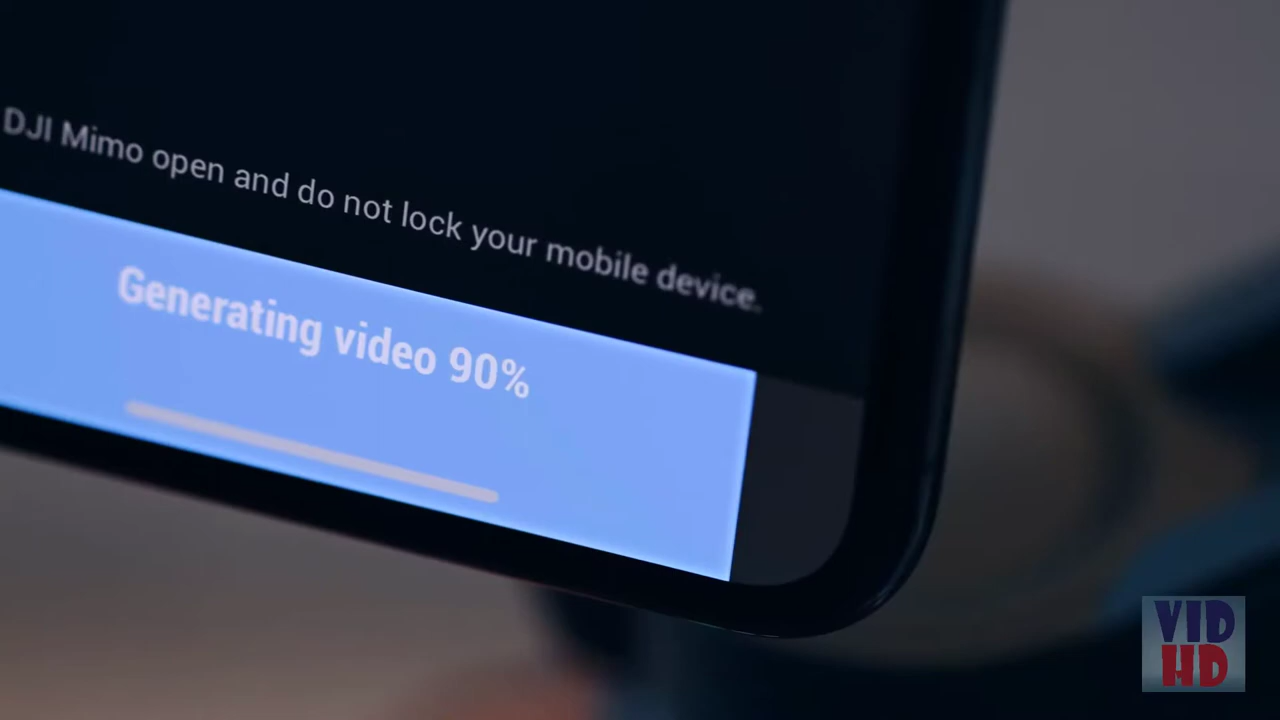 DJI Mimo open and do not lock your mobile device.
Generating video 90%
VID
HD